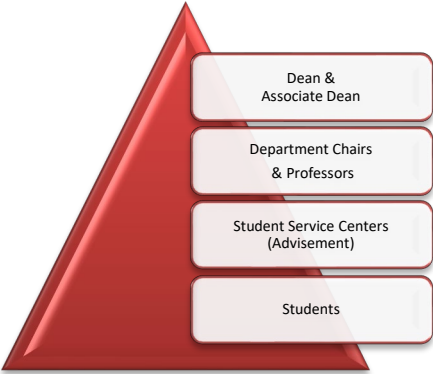 Dean &
Associate Dean
Department Chairs
& Professors
Student Service Centers
(Advisement)
Students